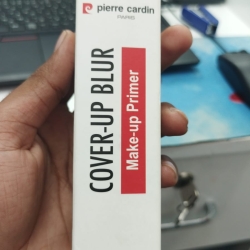 pierre cardin
COVER-UP BLUR
Make-up Primer